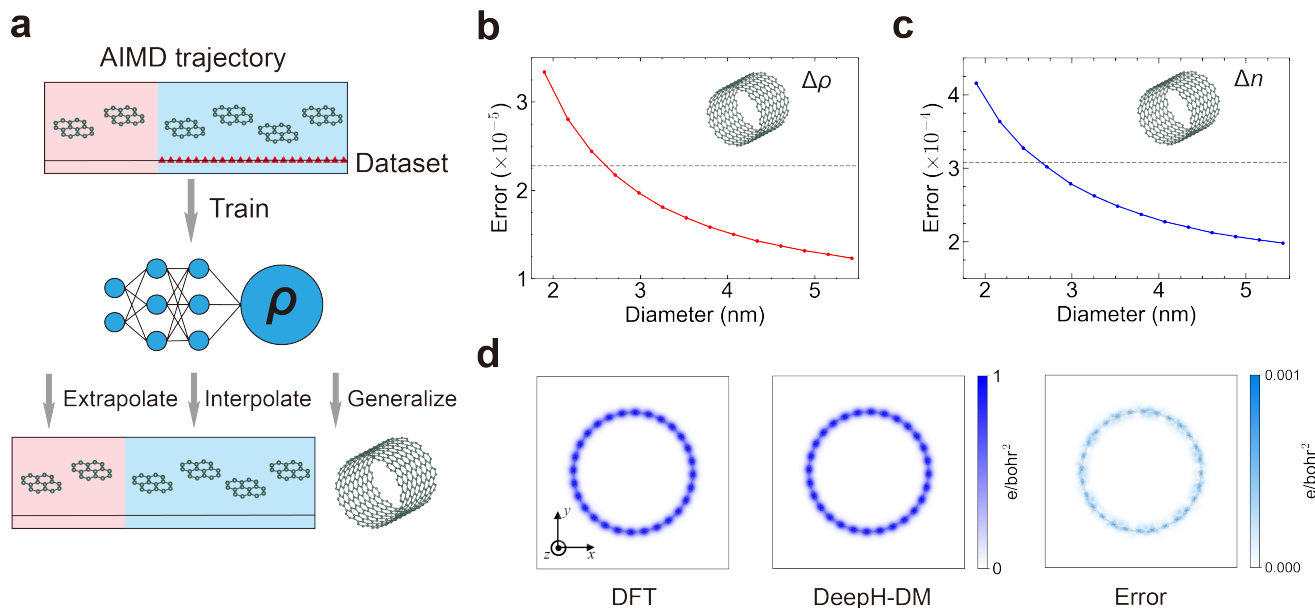 a
AIMD trajectory
Dataset
Train
ρ
Extrapolate
Interpolate
Generalize
b
Δρ
Error (×10⁻⁵)
3
2
1
2
3
4
5
Diameter (nm)
c
Δn
Error (×10⁻⁴)
4
3
2
2
3
4
5
Diameter (nm)
d
y
z
x
DFT
DeepH-DM
1
0
e/bohr²
Error
0.001
0.000
e/bohr²